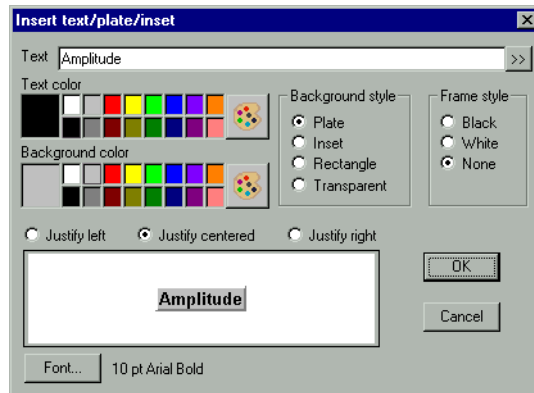 Insert text/plate/inset
Text Amplitude >>
Text color
Background color
Background style
Plate
Inset
Rectangle
Transparent
Frame style
Black
White
None
Justify left Justify centered Justify right
Amplitude
OK
Cancel
Font... 10 pt Arial Bold